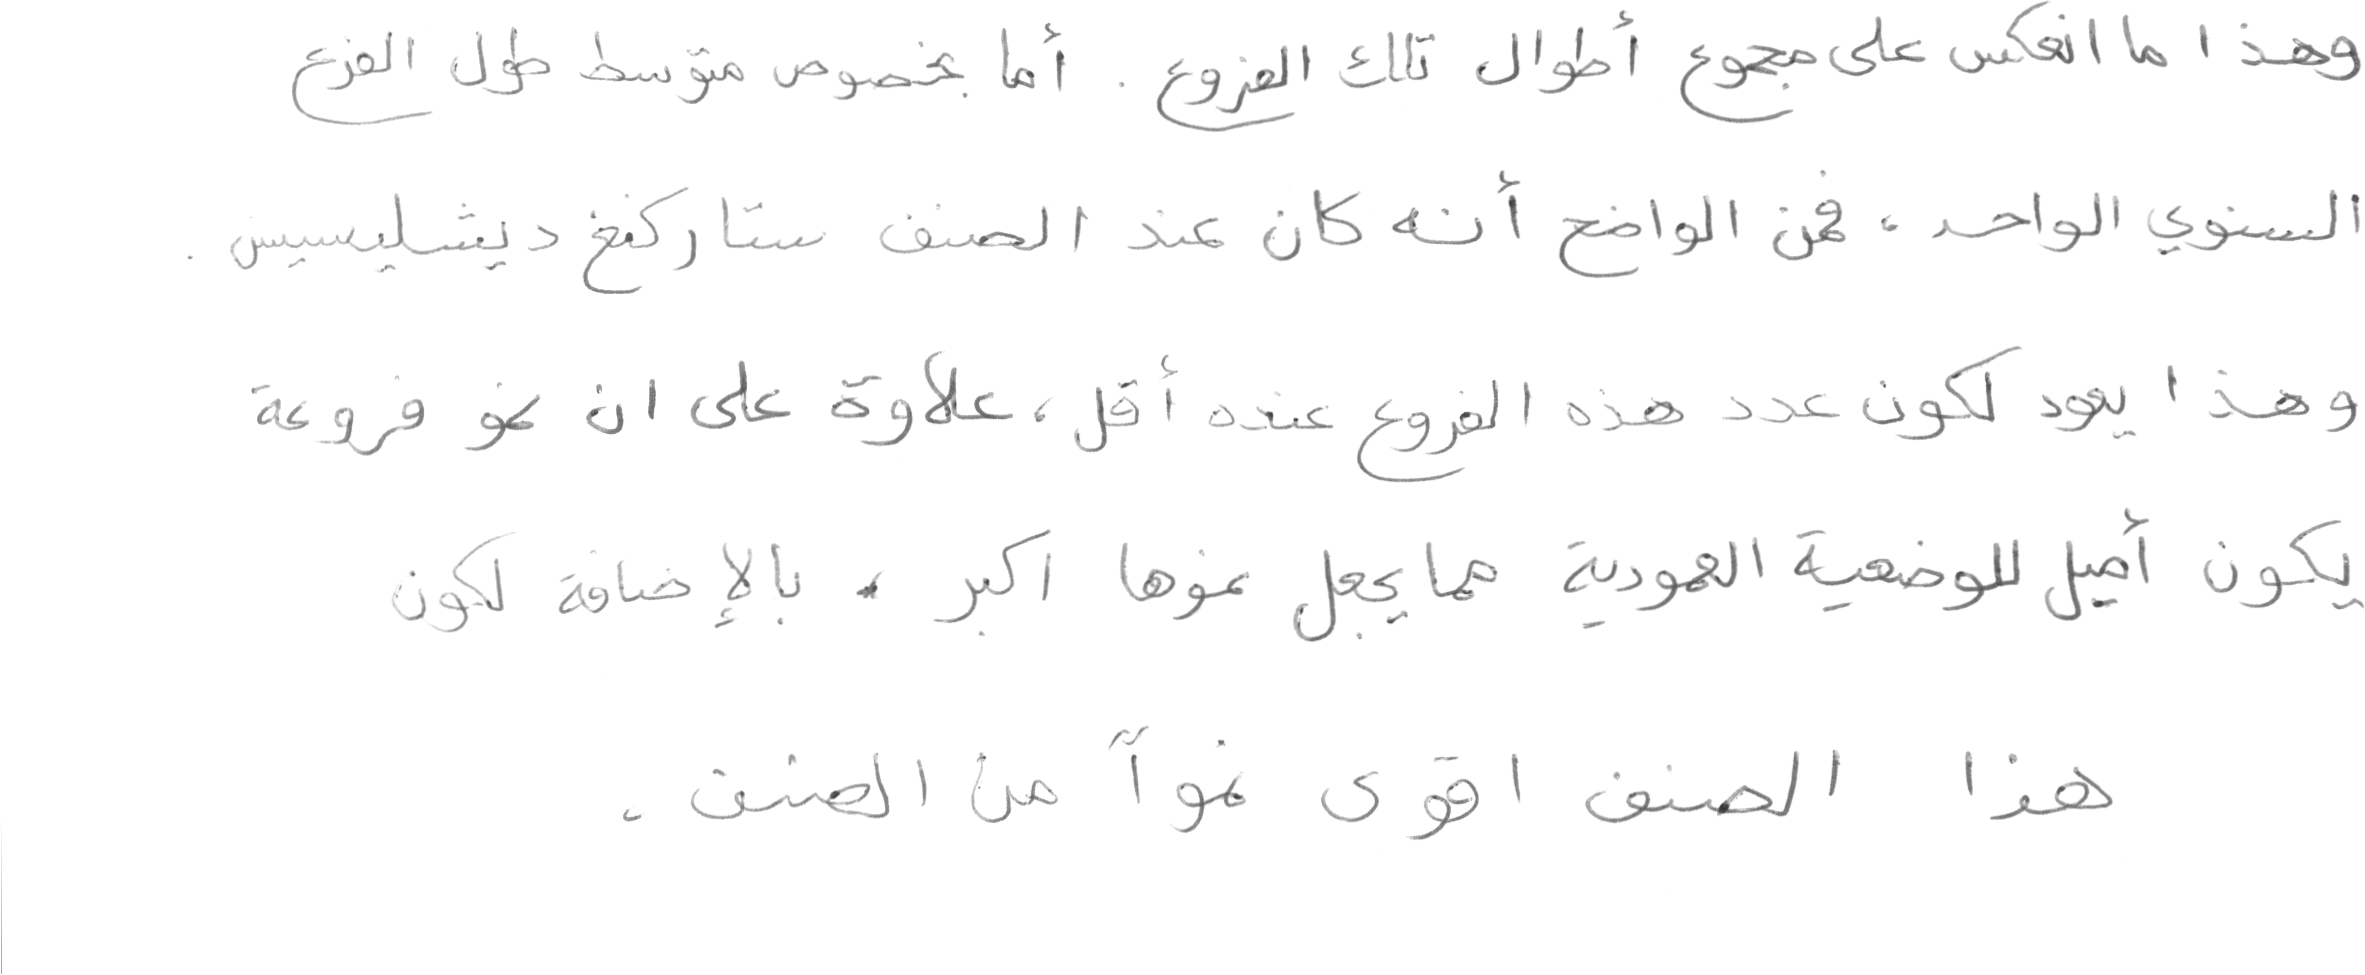 وهذا ما انعكس على مجموع أطوال تلك الفروع . أما بخصوص متوسط طول الفرع
السنوي الواحد ، فمن الواضح أنه كان عند الصنف ستاركنغ ديشليسيس .
وهذا يعود لكون عدد هذه الفروع عنده أقل ، علاوة على ان نمو فروعة
يكون أميل للوضعية العمودية مما يجعل نموها اكبر ، بالإضافة لكون
هذا الصنف اقوى نمواً من الصنف .